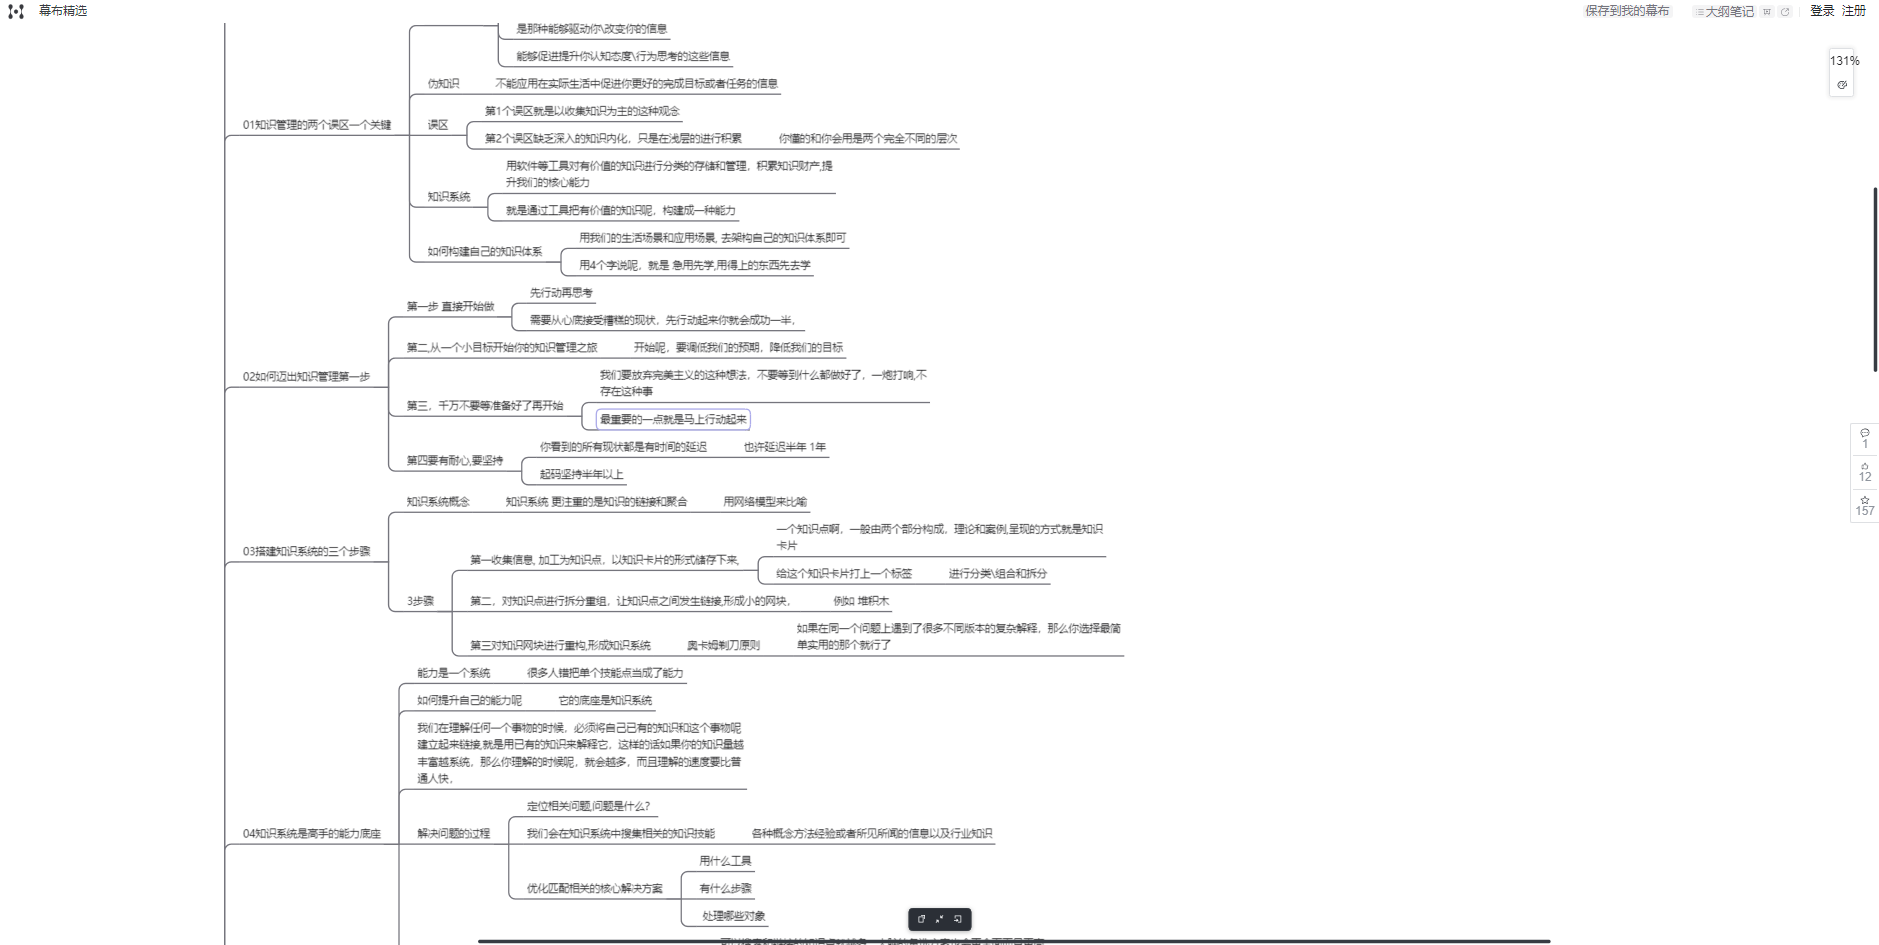 幕布精选
保存到我的幕布
大纲笔记
登录 注册
131%
是那种能够驱动你\改变你的信息
能够促进提升你认知态度\行为思考的这些信息
伪知识
不能应用在实际生活中促进你更好的完成目标或者任务的信息
01知识管理的两个误区一个关键
误区
第1个误区就是以收集知识为主的这种观念
第2个误区缺乏深入的知识内化，只是在浅层的进行积累
你懂的和你会用是两个完全不同的层次
知识系统
用软件等工具对有价值的知识进行分类的存储和管理，积累知识财产,提
升我们的核心能力
就是通过工具把有价值的知识呢，构建成一种能力
如何构建自己的知识体系
用我们的生活场景和应用场景, 去架构自己的知识体系即可
用4个字说呢，就是 急用先学,用得上的东西先去学
02如何迈出知识管理第一步
第一步 直接开始做
先行动再思考
需要从心底接受糟糕的现状，先行动起来你就会成功一半，
第二,从一个小目标开始你的知识管理之旅
开始呢，要调低我们的预期，降低我们的目标
第三，千万不要等准备好了再开始
我们要放弃完美主义的这种想法，不要等到什么都做好了，一炮打响,不
存在这种事
最重要的一点就是马上行动起来
第四要有耐心,要坚持
你看到的所有现状都是有时间的延迟
也许延迟半年 1年
起码坚持半年以上
03搭建知识系统的三个步骤
知识系统概念
知识系统 更注重的是知识的链接和聚合
用网络模型来比喻
3步骤
第一收集信息, 加工为知识点，以知识卡片的形式储存下来,
一个知识点啊，一般由两个部分构成，理论和案例,呈现的方式就是知识
卡片
给这个知识卡片打上一个标签
进行分类\组合和拆分
第二，对知识点进行拆分重组，让知识点之间发生链接,形成小的网块，
例如 堆积木
第三对知识网块进行重构,形成知识系统
奥卡姆剃刀原则
如果在同一个问题上遇到了很多不同版本的复杂解释，那么你选择最简
单实用的那个就行了
04知识系统是高手的能力底座
能力是一个系统
很多人错把单个技能点当成了能力
如何提升自己的能力呢
它的底座是知识系统
我们在理解任何一个事物的时候，必须将自己已有的知识和这个事物呢
建立起来链接,就是用已有的知识来解释它，这样的话如果你的知识量越
丰富越系统，那么你理解的时候呢，就会越多，而且理解的速度要比普
通人快，
解决问题的过程
定位相关问题,问题是什么？
我们会在知识系统中搜集相关的知识技能
各种概念方法经验或者所见所闻的信息以及行业知识
优化匹配相关的核心解决方案
用什么工具
有什么步骤
处理哪些对象
1
12
157